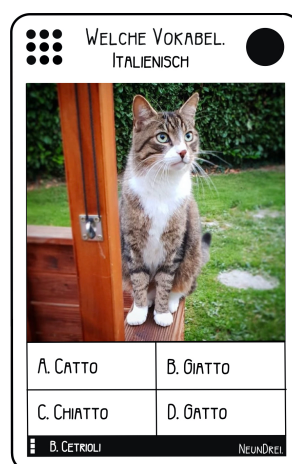 Welche Vokabel.
Italienisch
A. Catto
B. Giatto
C. Chiatto
D. Gatto
B. Cetrioli
NeunDrei.